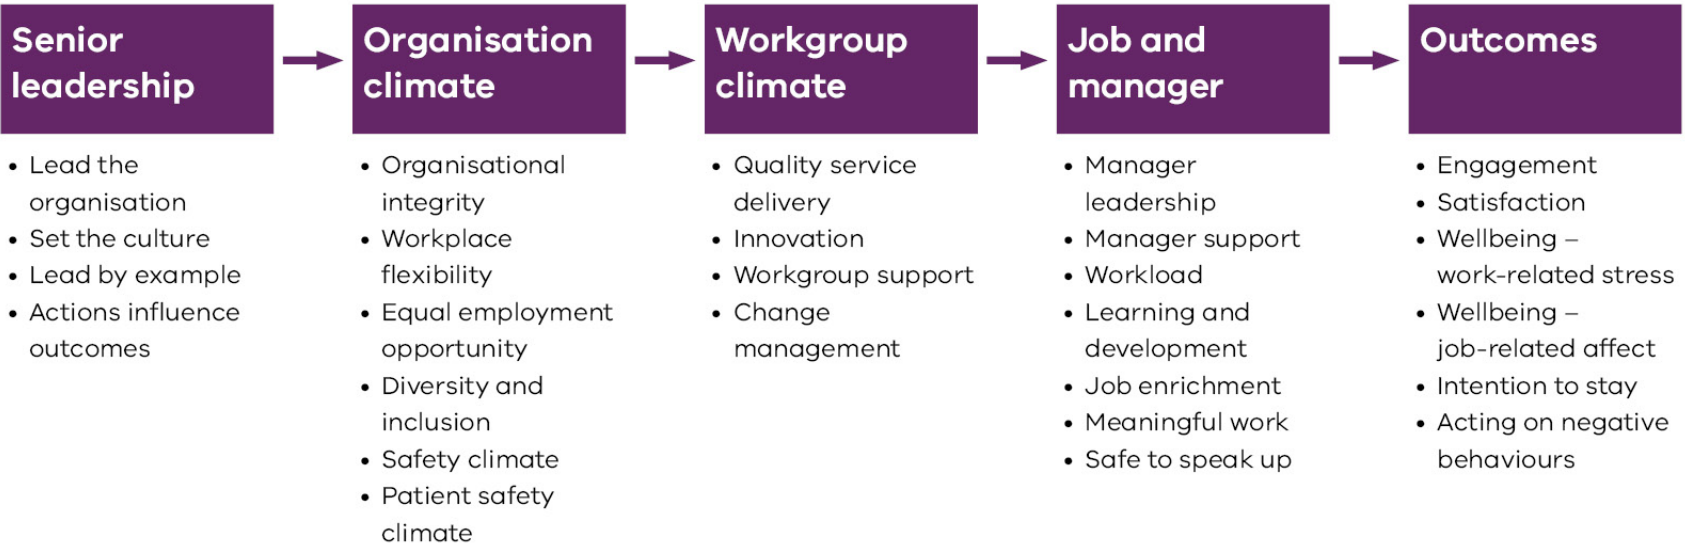 Senior
leadership
• Lead the
organisation
• Set the culture
• Lead by example
• Actions influence
outcomes
Organisation
climate
• Organisational
integrity
• Workplace
flexibility
• Equal employment
opportunity
• Diversity and
inclusion
• Safety climate
• Patient safety
climate
Workgroup
climate
• Quality service
delivery
• Innovation
• Workgroup support
• Change
management
Job and
manager
• Manager
leadership
• Manager support
• Workload
• Learning and
development
• Job enrichment
• Meaningful work
• Safe to speak up
Outcomes
• Engagement
• Satisfaction
• Wellbeing –
work-related stress
• Wellbeing –
job-related affect
• Intention to stay
• Acting on negative
behaviours